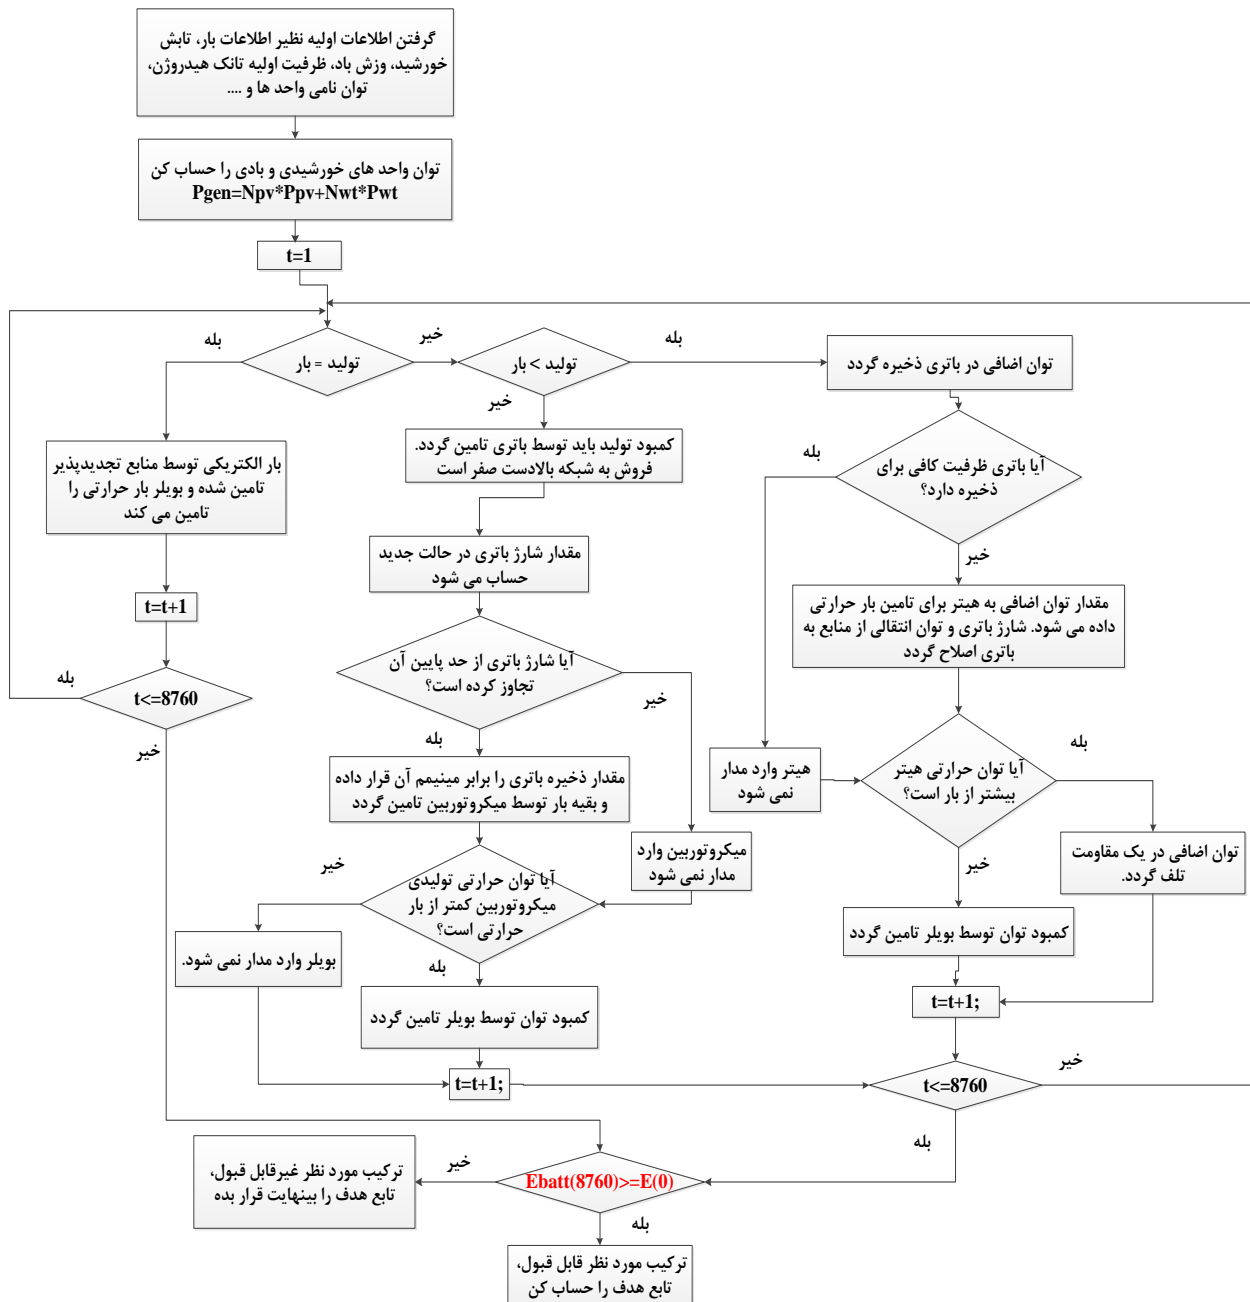 گرفتن اطلاعات اولیه نظیر اطلاعات بار، تابش
خورشید، وزش باد، ظرفیت اولیه تانک هیدروژن،
توان نامی واحد ها و ....
توان واحد های خورشیدی و بادی را حساب کن
Pgen=Npv*Ppv+Nwt*Pwt
t=1
بله
تولید = بار
خیر
تولید > بار
بله
خیر
توان اضافی در باتری ذخیره گردد
بار الکتریکی توسط منابع تجدیدپذیر
تامین شده و بویلر بار حرارتی را
تامین می کند
t=t+1
بله
t<=8760
خیر
کمبود تولید باید توسط باتری تامین گردد.
فروش به شبکه بالادست صفر است
مقدار شارژ باتری در حالت جدید
حساب می شود
آیا شارژ باتری از حد پایین آن
تجاوز کرده است؟
خیر
بله
مقدار ذخیره باتری را برابر مینیمم آن قرار داده
و بقیه بار توسط میکروتوربین تامین گردد
میکروتوربین وارد
مدار نمی شود
خیر
آیا توان حرارتی تولیدی
میکروتوربین کمتر از بار
حرارتی است؟
بله
بویلر وارد مدار نمی شود.
کمبود توان توسط بویلر تامین گردد
t=t+1;
آیا باتری ظرفیت کافی برای
ذخیره دارد؟
بله
خیر
مقدار توان اضافی به هیتر برای تامین بار حرارتی
داده می شود. شارژ باتری و توان انتقالی از منابع به
باتری اصلاح گردد
هیتر وارد مدار
نمی شود
آیا توان حرارتی هیتر
بیشتر از بار است؟
بله
خیر
توان اضافی در یک مقاومت
تلف گردد.
کمبود توان توسط بویلر تامین گردد
t=t+1;
t<=8760
خیر
بله
Ebatt(8760)>=E(0)
خیر
ترکیب مورد نظر غیرقابل قبول،
تابع هدف را بینهایت قرار بده
بله
ترکیب مورد نظر قابل قبول،
تابع هدف را حساب کن